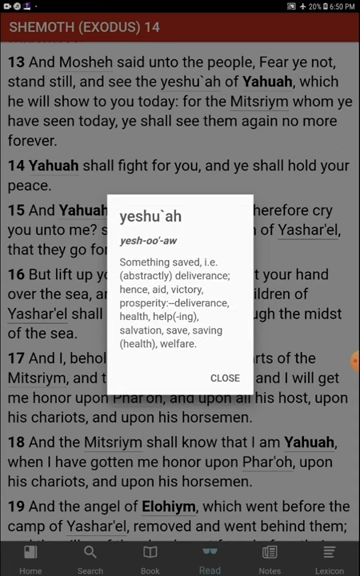 20% 6:50 PM
SHEMOTH (EXODUS) 14
13 And Mosheh said unto the people, Fear ye not,
stand still, and see the yeshu`ah of Yahuah, which
he will show to you today: for the Mitsriym whom ye
have seen today, ye shall see them again no more
forever.
14 Yahuah shall fight for you, and ye shall hold your
peace.
15 And Yahuah herefore cry
you unto me? s n of Yashar'el,
that they go for
16 But lift up yo t your hand
over the sea, an ildren of
Yashar'el shall ugh the midst
of the sea.
17 And I, behol arts of the
Mitsriym, and t and I will get
me honor upon Phar'oh, and upon all his host, upon
his chariots, and upon his horsemen.
18 And the Mitsriym shall know that I am Yahuah,
when I have gotten me honor upon Phar'oh, upon
his chariots, and upon his horsemen.
19 And the angel of Elohiym, which went before the
camp of Yashar'el, removed and went behind them;
yeshu`ah
yesh-oo'-aw
Something saved, i.e.
(abstractly) deliverance;
hence, aid, victory,
prosperity:--deliverance,
health, help(-ing),
salvation, save, saving
(health), welfare.
CLOSE
Home Search Book Read Notes Lexicon